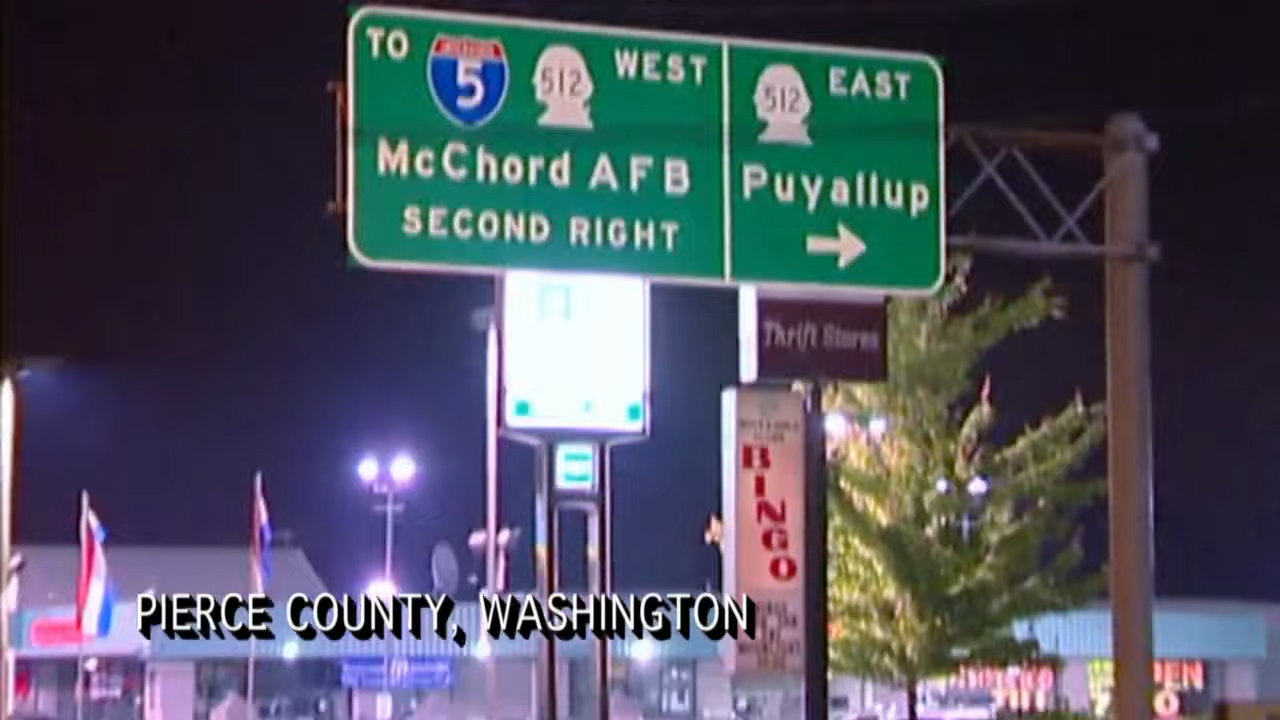 TO 5 512 WEST
McChord AFB
SECOND RIGHT
512 EAST
Puyallup
Thrift Stores
BINGO
PIERCE COUNTY, WASHINGTON